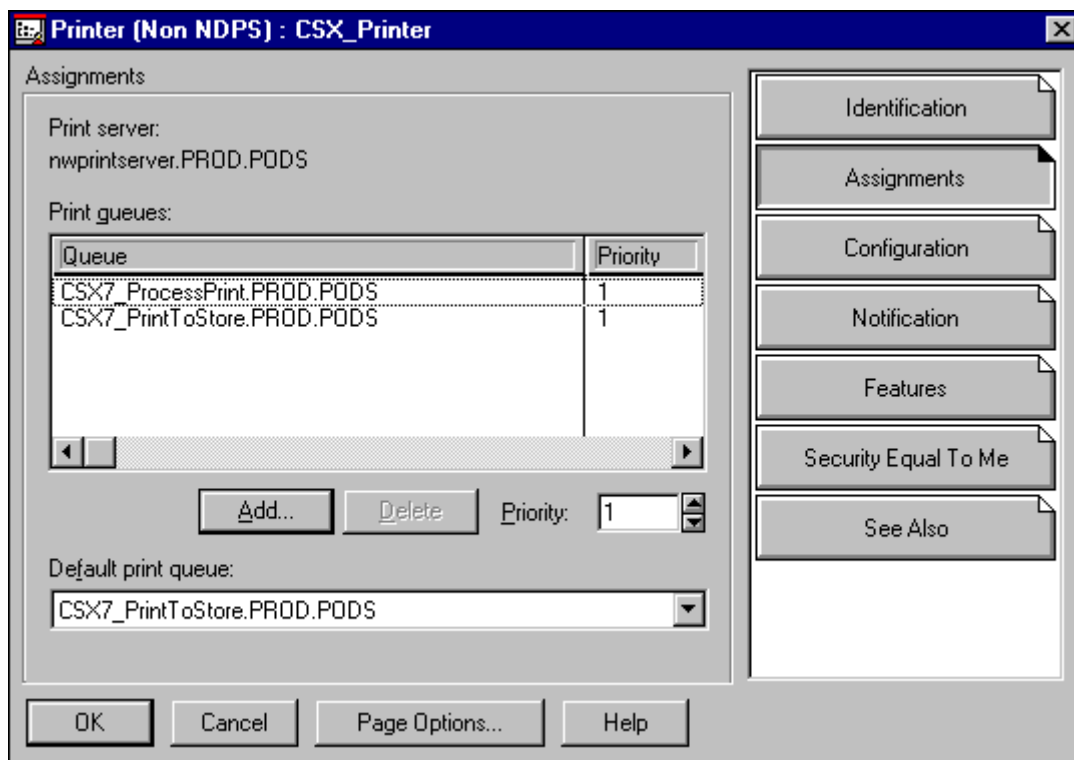 Printer (Non NDPS) : CSX_Printer
Assignments
Print server:
nwprintserver.PROD.PODS
Print queues:
Queue Priority
CSX7_ProcessPrint.PROD.PODS 1
CSX7_PrintToStore.PROD.PODS 1
Add... Delete Priority: 1
Default print queue:
CSX7_PrintToStore.PROD.PODS
OK Cancel Page Options... Help
Identification
Assignments
Configuration
Notification
Features
Security Equal To Me
See Also